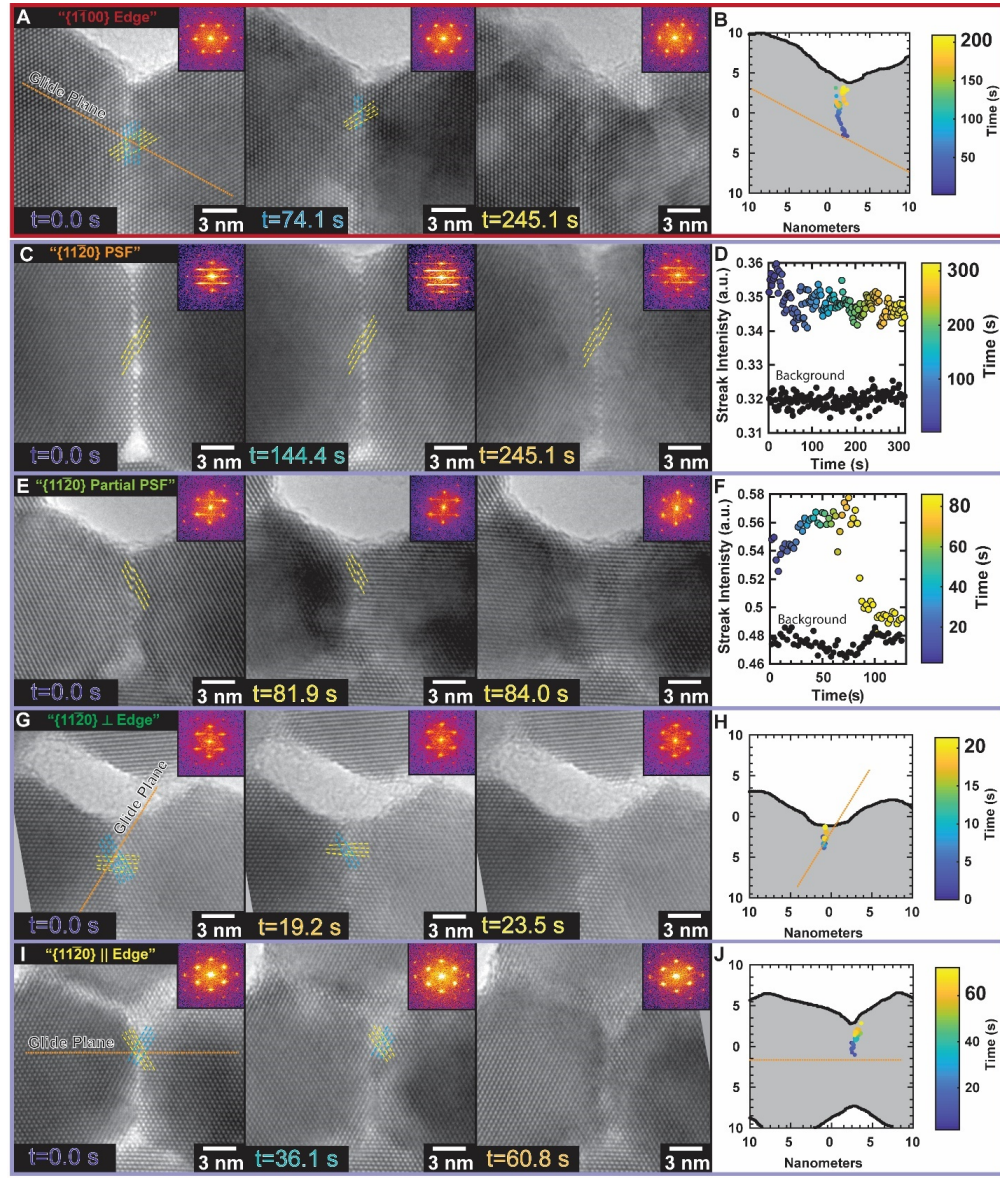 A "{1̅100} Edge"
Glide Plane
t=0.0 s
3 nm
t=74.1 s
3 nm
t=245.1 s
3 nm
B
10
5
0
5
10
10 5 0 5 10
Nanometers
200
150
100
50
Time (s)
C "{112̅0} PSF"
t=0.0 s
3 nm
t=144.4 s
3 nm
t=245.1 s
3 nm
D
0.36
0.35
0.34
0.33
0.32
0.31
Streak Intenisty (a.u.)
Background
0 100 200 300
Time (s)
300
200
100
Time (s)
E "{112̅0} Partial PSF"
t=0.0 s
3 nm
t=81.9 s
3 nm
t=84.0 s
3 nm
F
0.58
0.56
0.54
0.52
0.5
0.48
0.46
Streak Intenisty (a.u.)
Background
0 50 100
Time(s)
80
60
40
20
Time (s)
G "{112̅0} ⊥ Edge"
Glide Plane
t=0.0 s
3 nm
t=19.2 s
3 nm
t=23.5 s
3 nm
H
10
5
0
5
10
10 5 0 5 10
Nanometers
20
15
10
5
0
Time (s)
I "{112̅0} || Edge"
Glide Plane
t=0.0 s
3 nm
t=36.1 s
3 nm
t=60.8 s
3 nm
J
10
5
0
5
10
10 5 0 5 10
Nanometers
60
40
20
Time (s)